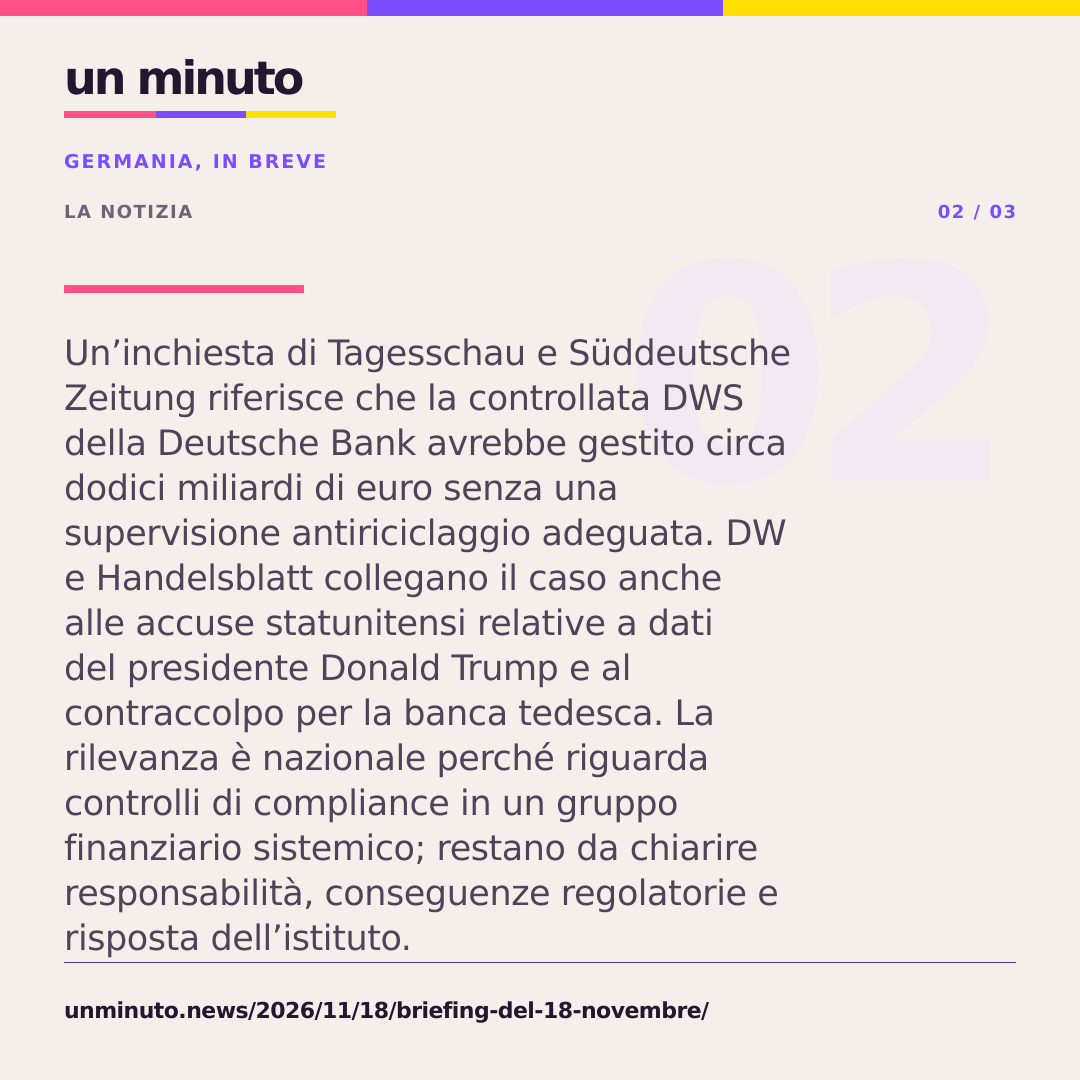 un minuto
GERMANIA, IN BREVE
LA NOTIZIA
02 / 03
02
Un’inchiesta di Tagesschau e Süddeutsche
Zeitung riferisce che la controllata DWS
della Deutsche Bank avrebbe gestito circa
dodici miliardi di euro senza una
supervisione antiriciclaggio adeguata. DW
e Handelsblatt collegano il caso anche
alle accuse statunitensi relative a dati
del presidente Donald Trump e al
contraccolpo per la banca tedesca. La
rilevanza è nazionale perché riguarda
controlli di compliance in un gruppo
finanziario sistemico; restano da chiarire
responsabilità, conseguenze regolatorie e
risposta dell’istituto.
unminuto.news/2026/11/18/briefing-del-18-novembre/